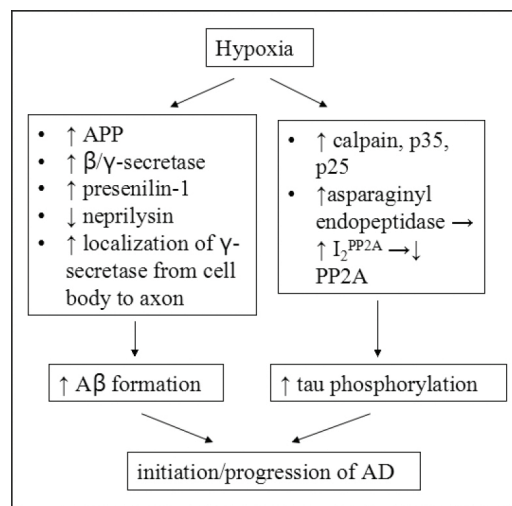 Hypoxia
• ↑ APP
• ↑ β/γ-secretase
• ↑ presenilin-1
• ↓ neprilysin
• ↑ localization of γ-
secretase from cell
body to axon
• ↑ calpain, p35,
p25
• ↑asparaginyl
endopeptidase →
↑ I₂ᴾᴾ²ᴬ →↓
PP2A
↑ Aβ formation
↑ tau phosphorylation
initiation/progression of AD